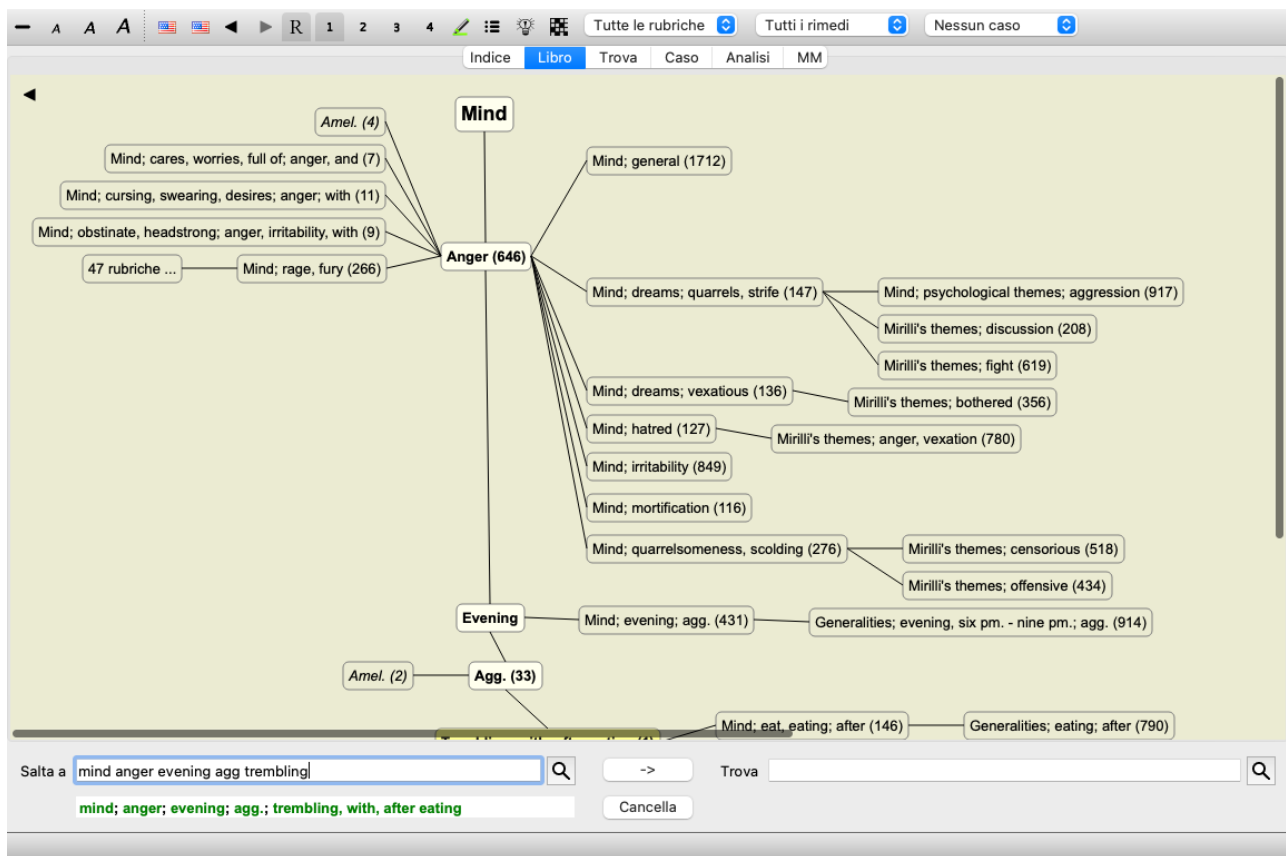 A A A R 1 2 3 4 Tutte le rubriche Tutti i rimedi Nessun caso
Indice Libro Trova Caso Analisi MM
Mind
Amel. (4)
Mind; cares, worries, full of; anger, and (7)
Mind; general (1712)
Mind; cursing, swearing, desires; anger; with (11)
Mind; obstinate, headstrong; anger, irritability, with (9)
Anger (646)
47 rubriche ... Mind; rage, fury (266)
Mind; dreams; quarrels, strife (147) Mind; psychological themes; aggression (917)
Mirilli's themes; discussion (208)
Mirilli's themes; fight (619)
Mind; dreams; vexatious (136) Mirilli's themes; bothered (356)
Mind; hatred (127) Mirilli's themes; anger, vexation (780)
Mind; irritability (849)
Mind; mortification (116)
Mind; quarrelsomeness, scolding (276) Mirilli's themes; censorious (518)
Mirilli's themes; offensive (434)
Evening Mind; evening; agg. (431) Generalities; evening, six pm. - nine pm.; agg. (914)
Amel. (2) Agg. (33)
Mind; eat, eating; after (146) Generalities; eating; after (790)
Salta a mind anger evening agg trembling -> Trova
mind; anger; evening; agg.; trembling, with, after eating Cancella